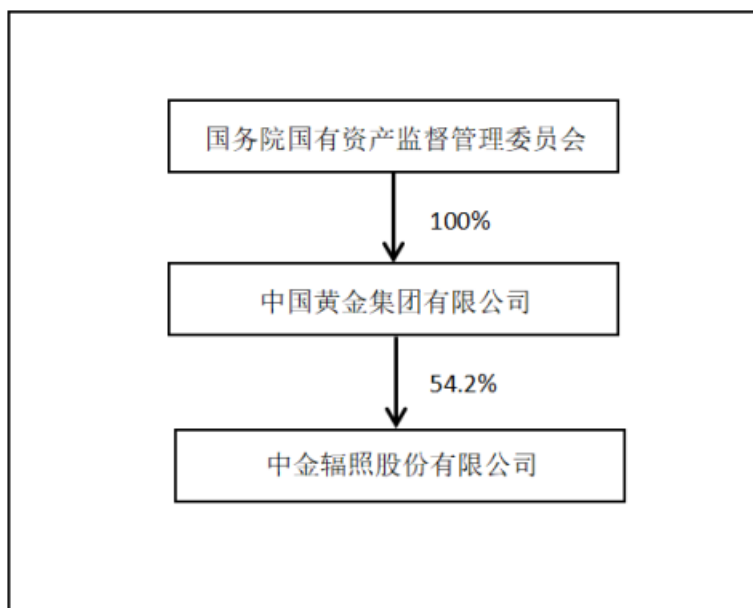 国务院国有资产监督管理委员会
100%
中国黄金集团有限公司
54.2%
中金辐照股份有限公司